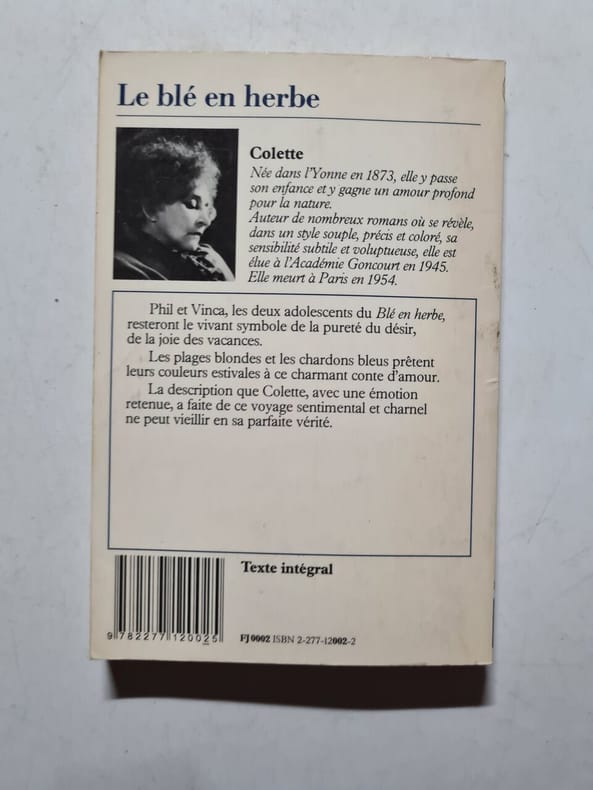 Le blé en herbe
Colette
Née dans l'Yonne en 1873, elle y passe
son enfance et y gagne un amour profond
pour la nature.
Auteur de nombreux romans où se révèle,
dans un style souple, précis et coloré, sa
sensibilité subtile et voluptueuse, elle est
élue à l'Académie Goncourt en 1945.
Elle meurt à Paris en 1954.
Phil et Vinca, les deux adolescents du Blé en herbe,
resteront le vivant symbole de la pureté du désir,
de la joie des vacances.
Les plages blondes et les chardons bleus prêtent
leurs couleurs estivales à ce charmant conte d'amour.
La description que Colette, avec une émotion
retenue, a faite de ce voyage sentimental et charnel
ne peut vieillir en sa parfaite vérité.
Texte intégral
9 782277 120025
FJ 0002 ISBN 2-277-12002-2